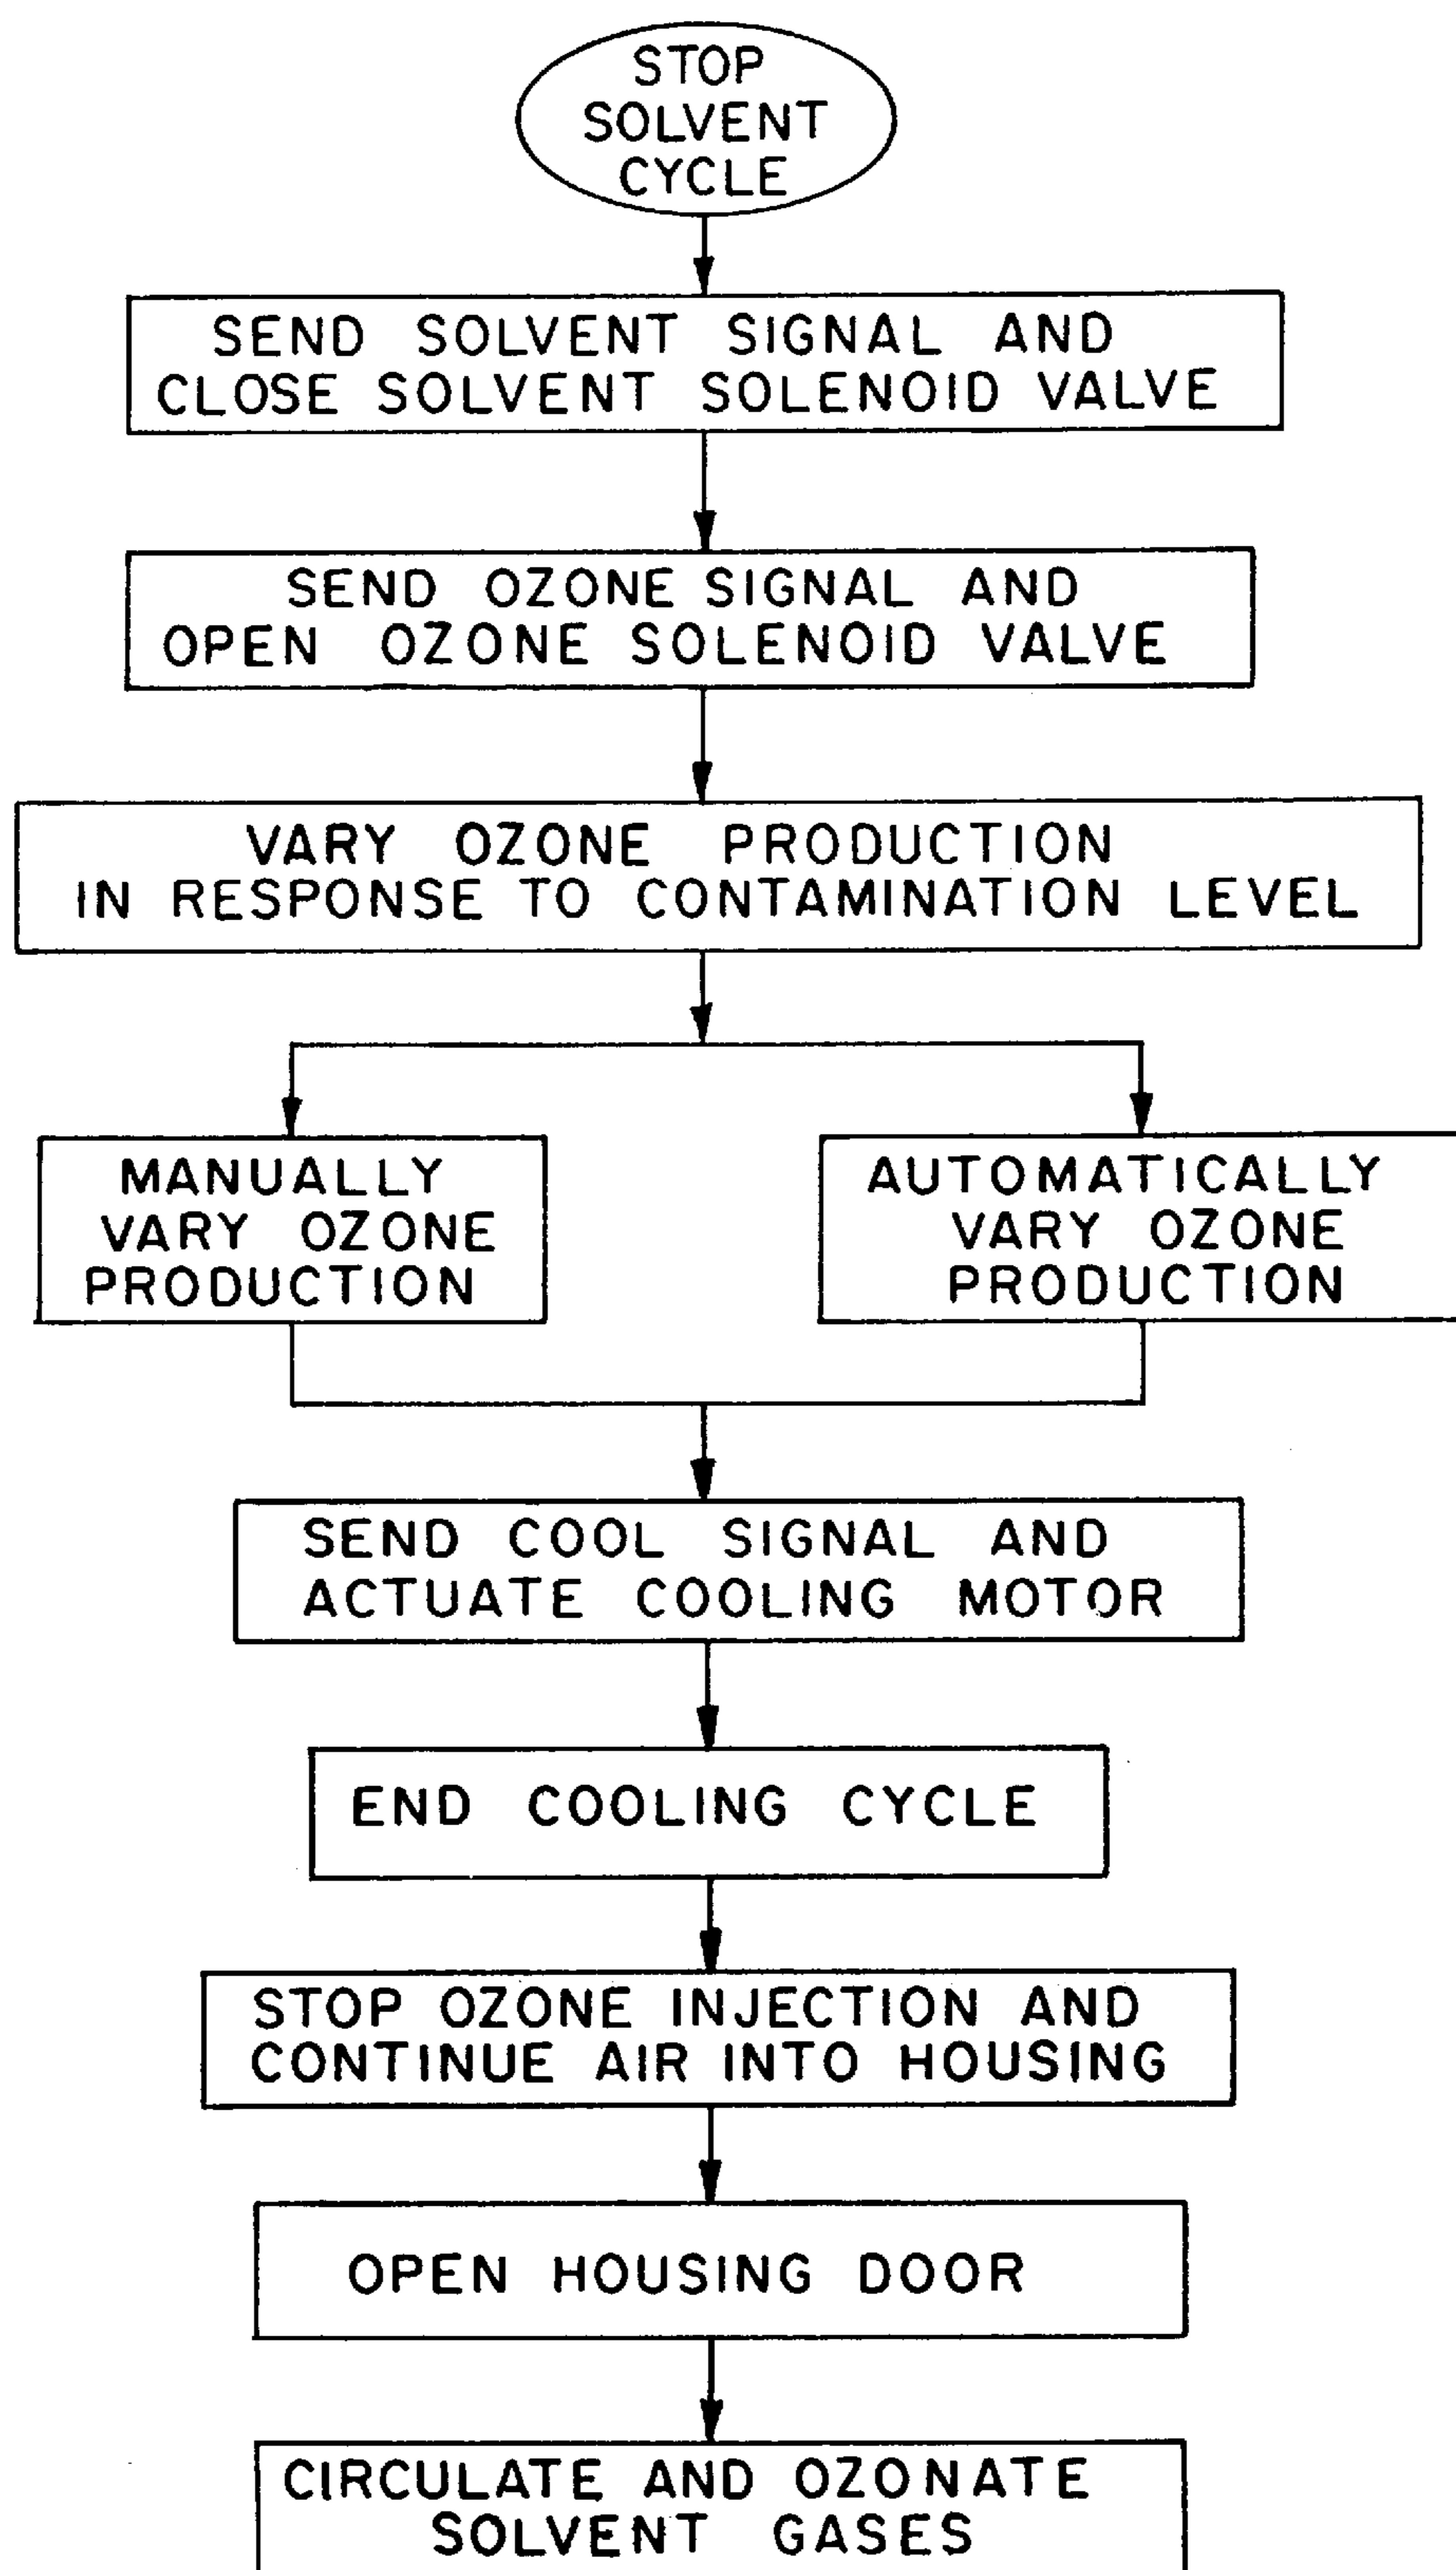 STOP
SOLVENT
CYCLE
SEND SOLVENT SIGNAL AND
CLOSE SOLVENT SOLENOID VALVE
SEND OZONE SIGNAL AND
OPEN OZONE SOLENOID VALVE
VARY OZONE PRODUCTION
IN RESPONSE TO CONTAMINATION LEVEL
MANUALLY
VARY OZONE
PRODUCTION
AUTOMATICALLY
VARY OZONE
PRODUCTION
SEND COOL SIGNAL AND
ACTUATE COOLING MOTOR
END COOLING CYCLE
STOP OZONE INJECTION AND
CONTINUE AIR INTO HOUSING
OPEN HOUSING DOOR
CIRCULATE AND OZONATE
SOLVENT GASES